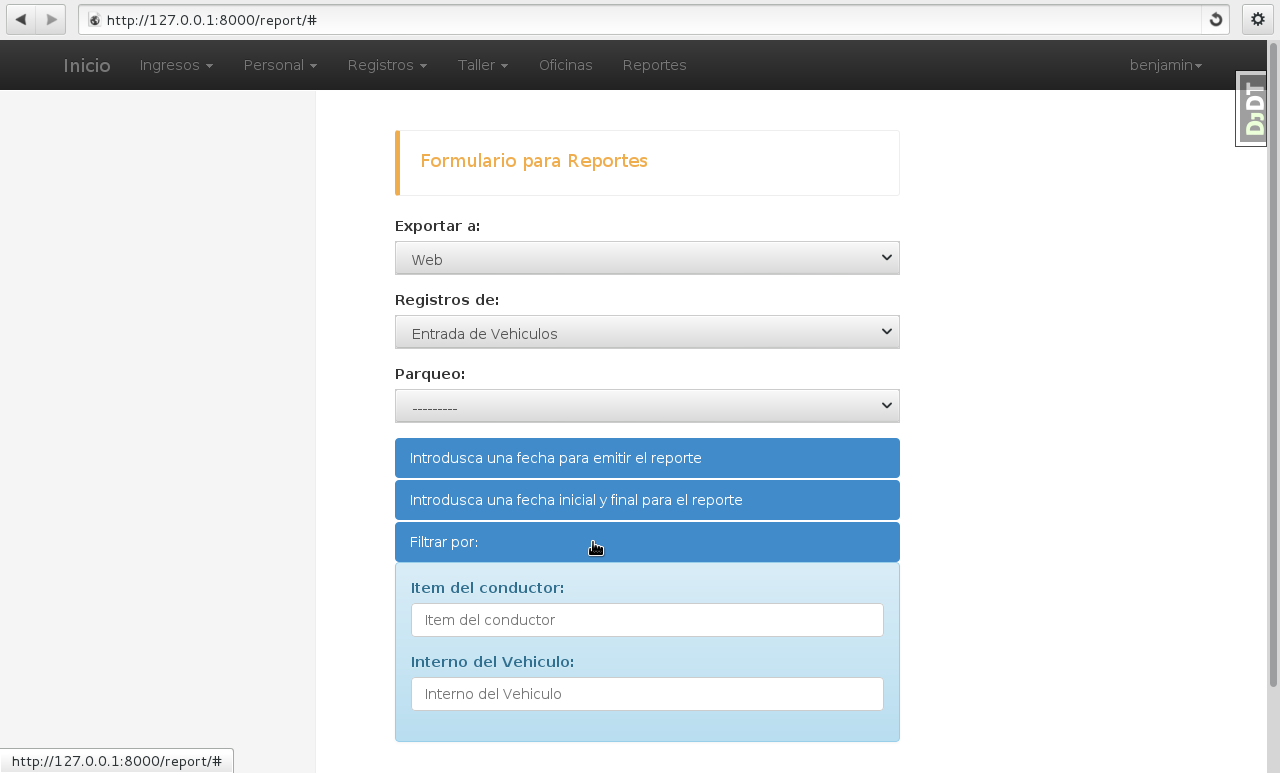 http://127.0.0.1:8000/report/#
Inicio Ingresos Personal Registros Taller Oficinas Reportes benjamin
DjDT
Formulario para Reportes
Exportar a:
Web
Registros de:
Entrada de Vehiculos
Parqueo:
---------
Introdusca una fecha para emitir el reporte
Introdusca una fecha inicial y final para el reporte
Filtrar por:
Item del conductor:
Item del conductor
Interno del Vehiculo:
Interno del Vehiculo
http://127.0.0.1:8000/report/#